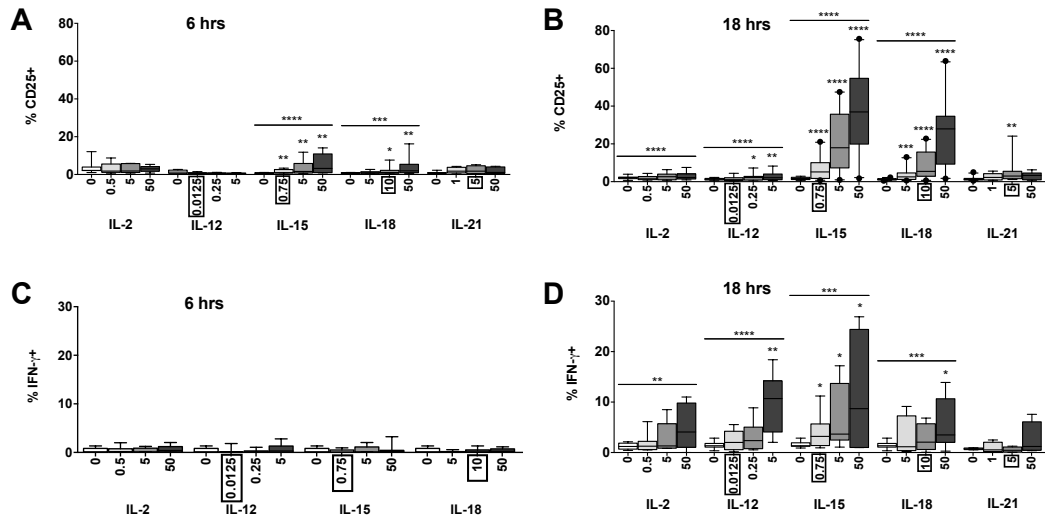 A
6 hrs
% CD25+
80
60
40
20
0
****
***
** ** ** * **
0 0.5 5 50 0 0.0125 0.25 5 0 0.75 5 50 0 5 10 50 0 1 5 50
IL-2 IL-12 IL-15 IL-18 IL-21
B
18 hrs
% CD25+
80
60
40
20
0
**** **** **** ****
* ** **** **** **** *** **** **** **
0 0.5 5 50 0 0.0125 0.25 5 0 0.75 5 50 0 5 10 50 0 1 5 50
IL-2 IL-12 IL-15 IL-18 IL-21
C
6 hrs
% IFN-γ+
30
20
10
0
0 0.5 5 50 0 0.0125 0.25 5 0 0.75 5 50 0 5 10 50
IL-2 IL-12 IL-15 IL-18
D
18 hrs
% IFN-γ+
30
20
10
0
** **** *** ***
** * * * *
0 0.5 5 50 0 0.0125 0.25 5 0 0.75 5 50 0 5 10 50 0 1 5 50
IL-2 IL-12 IL-15 IL-18 IL-21